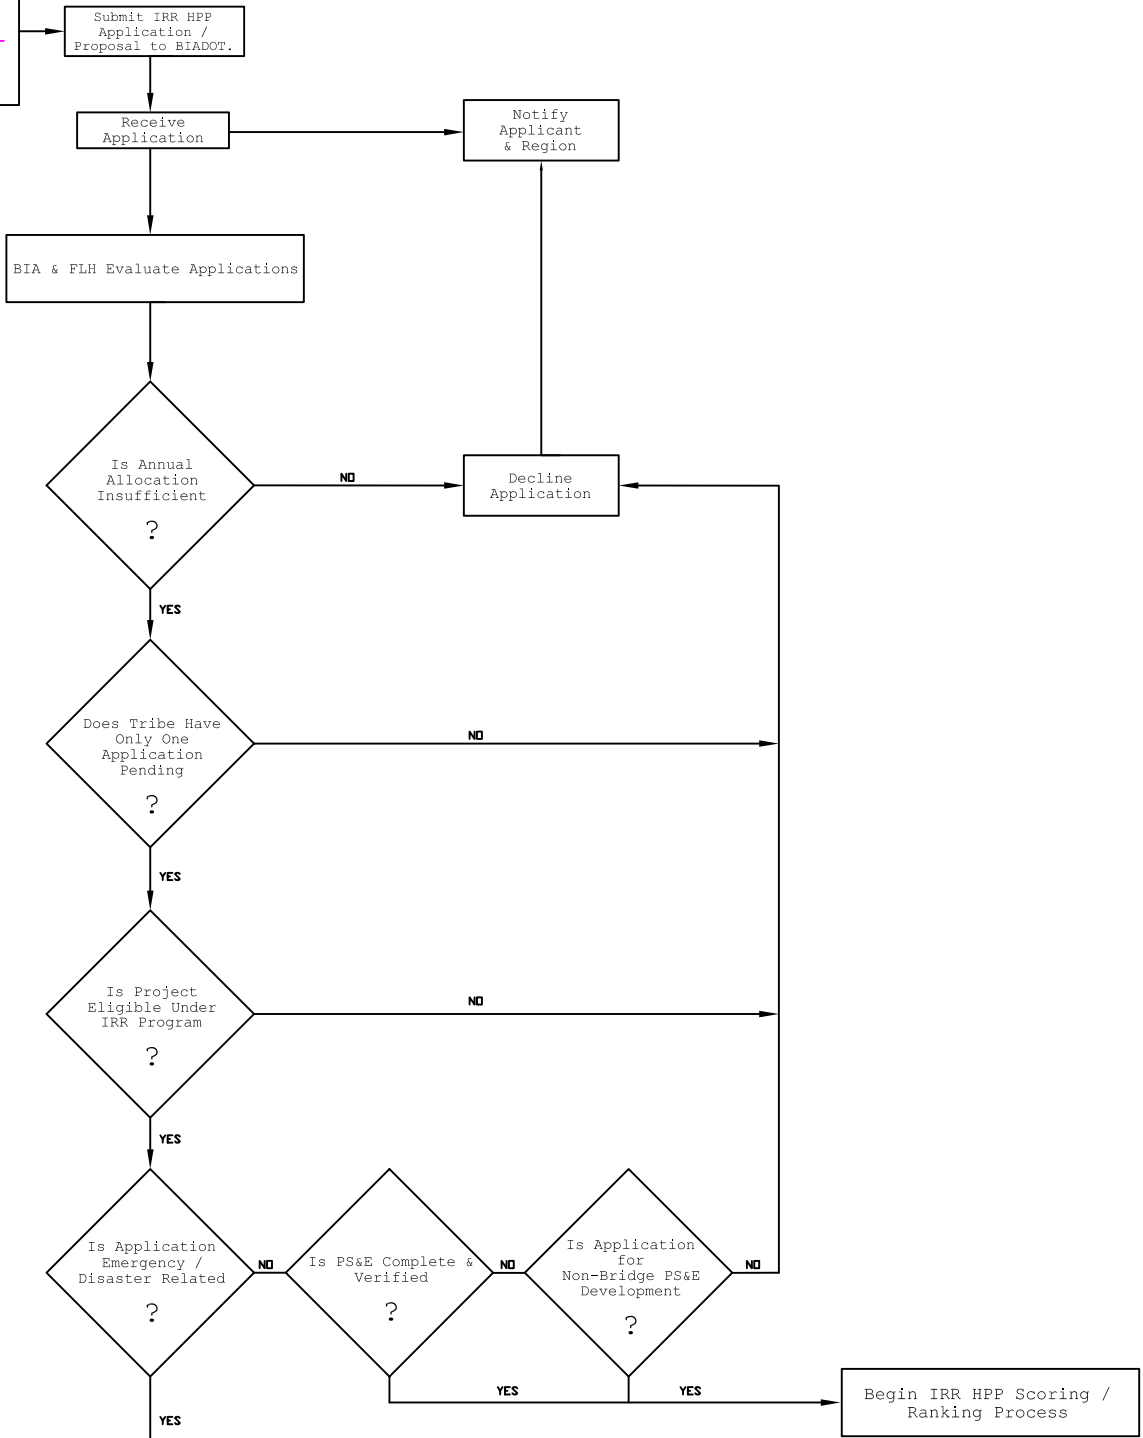 Submit IRR HPP
Application /
Proposal to BIADOT.
Receive
Application
Notify
Applicant
& Region
BIA & FLH Evaluate Applications
Is Annual
Allocation
Insufficient
?
NO
Decline
Application
YES
Does Tribe Have
Only One
Application
Pending
?
NO
YES
Is Project
Eligible Under
IRR Program
?
NO
YES
Is Application
Emergency /
Disaster Related
?
NO
Is PS&E Complete &
Verified
?
NO
Is Application
for
Non-Bridge PS&E
Development
?
NO
YES
YES
YES
Begin IRR HPP Scoring /
Ranking Process